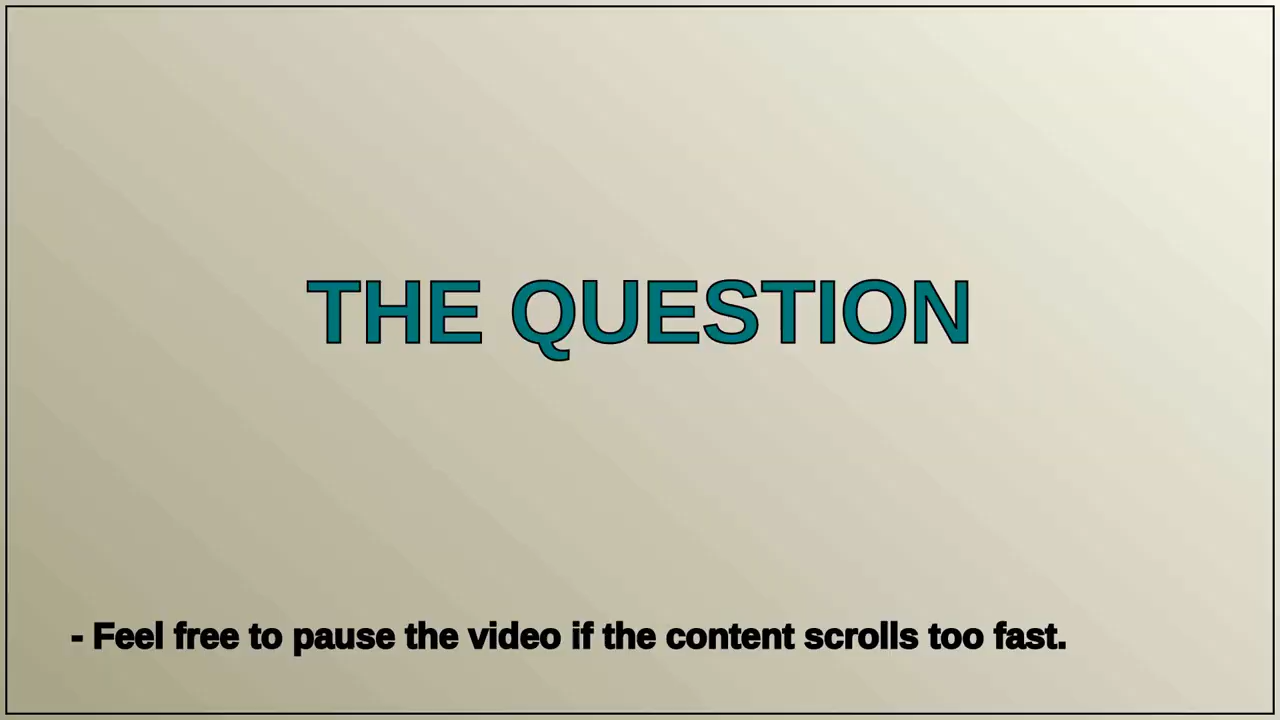 THE QUESTION
- Feel free to pause the video if the content scrolls too fast.